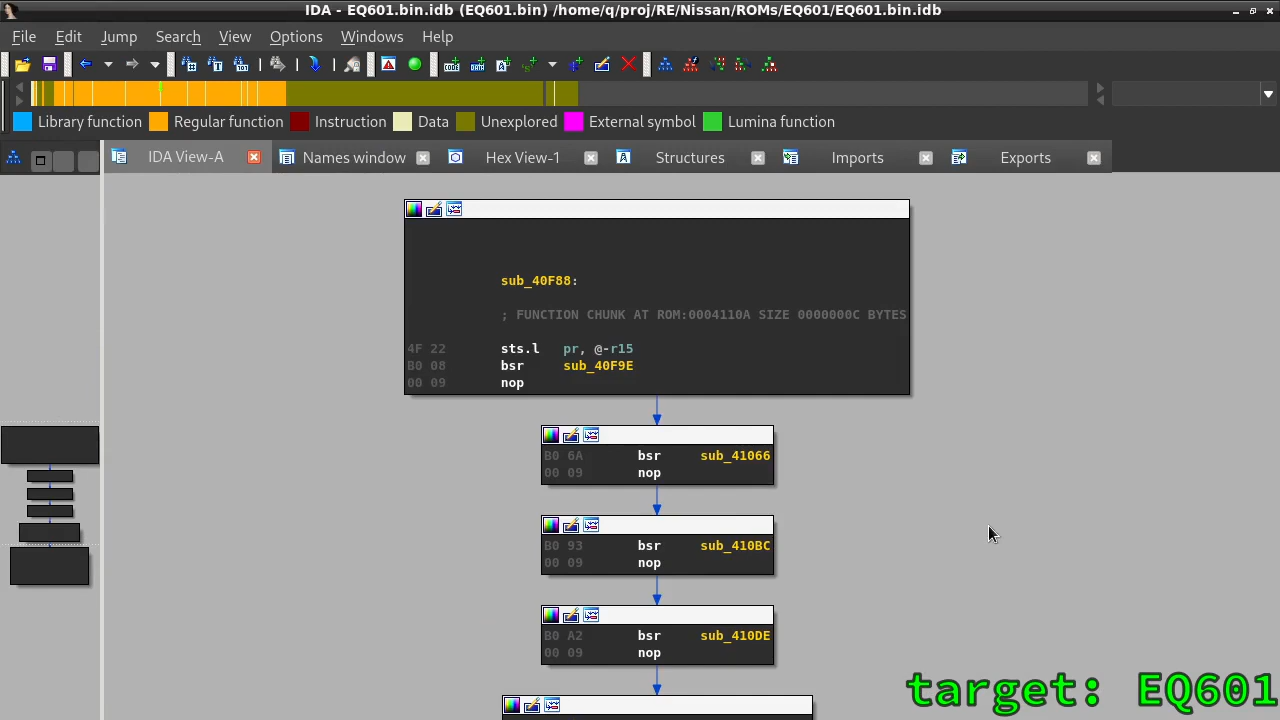 IDA - EQ601.bin.idb (EQ601.bin) /home/q/proj/RE/Nissan/ROMs/EQ601/EQ601.bin.idb
File Edit Jump Search View Options Windows Help
Library function Regular function Instruction Data Unexplored External symbol Lumina function
IDA View-A Names window Hex View-1 Structures Imports Exports
sub_40F88:
; FUNCTION CHUNK AT ROM:0004110A SIZE 0000000C BYTES
4F 22 sts.l pr, @-r15
B0 08 bsr sub_40F9E
00 09 nop
B0 6A bsr sub_41066
00 09 nop
B0 93 bsr sub_410BC
00 09 nop
B0 A2 bsr sub_410DE
00 09 nop
target: EQ601